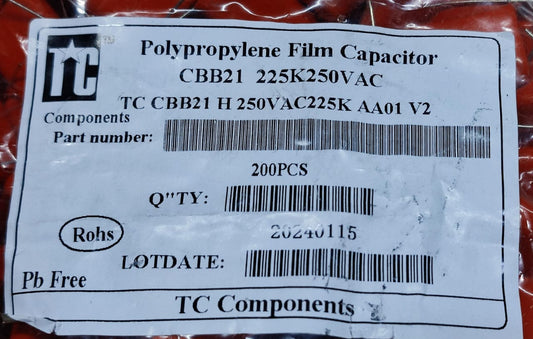 TC
Polypropylene Film Capacitor
CBB21 225K250VAC
TC CBB21 H 250VAC225K AA01 V2
Components
Part number:
200PCS
Q"TY:
20240115
Rohs
LOTDATE:
Pb Free
TC Components